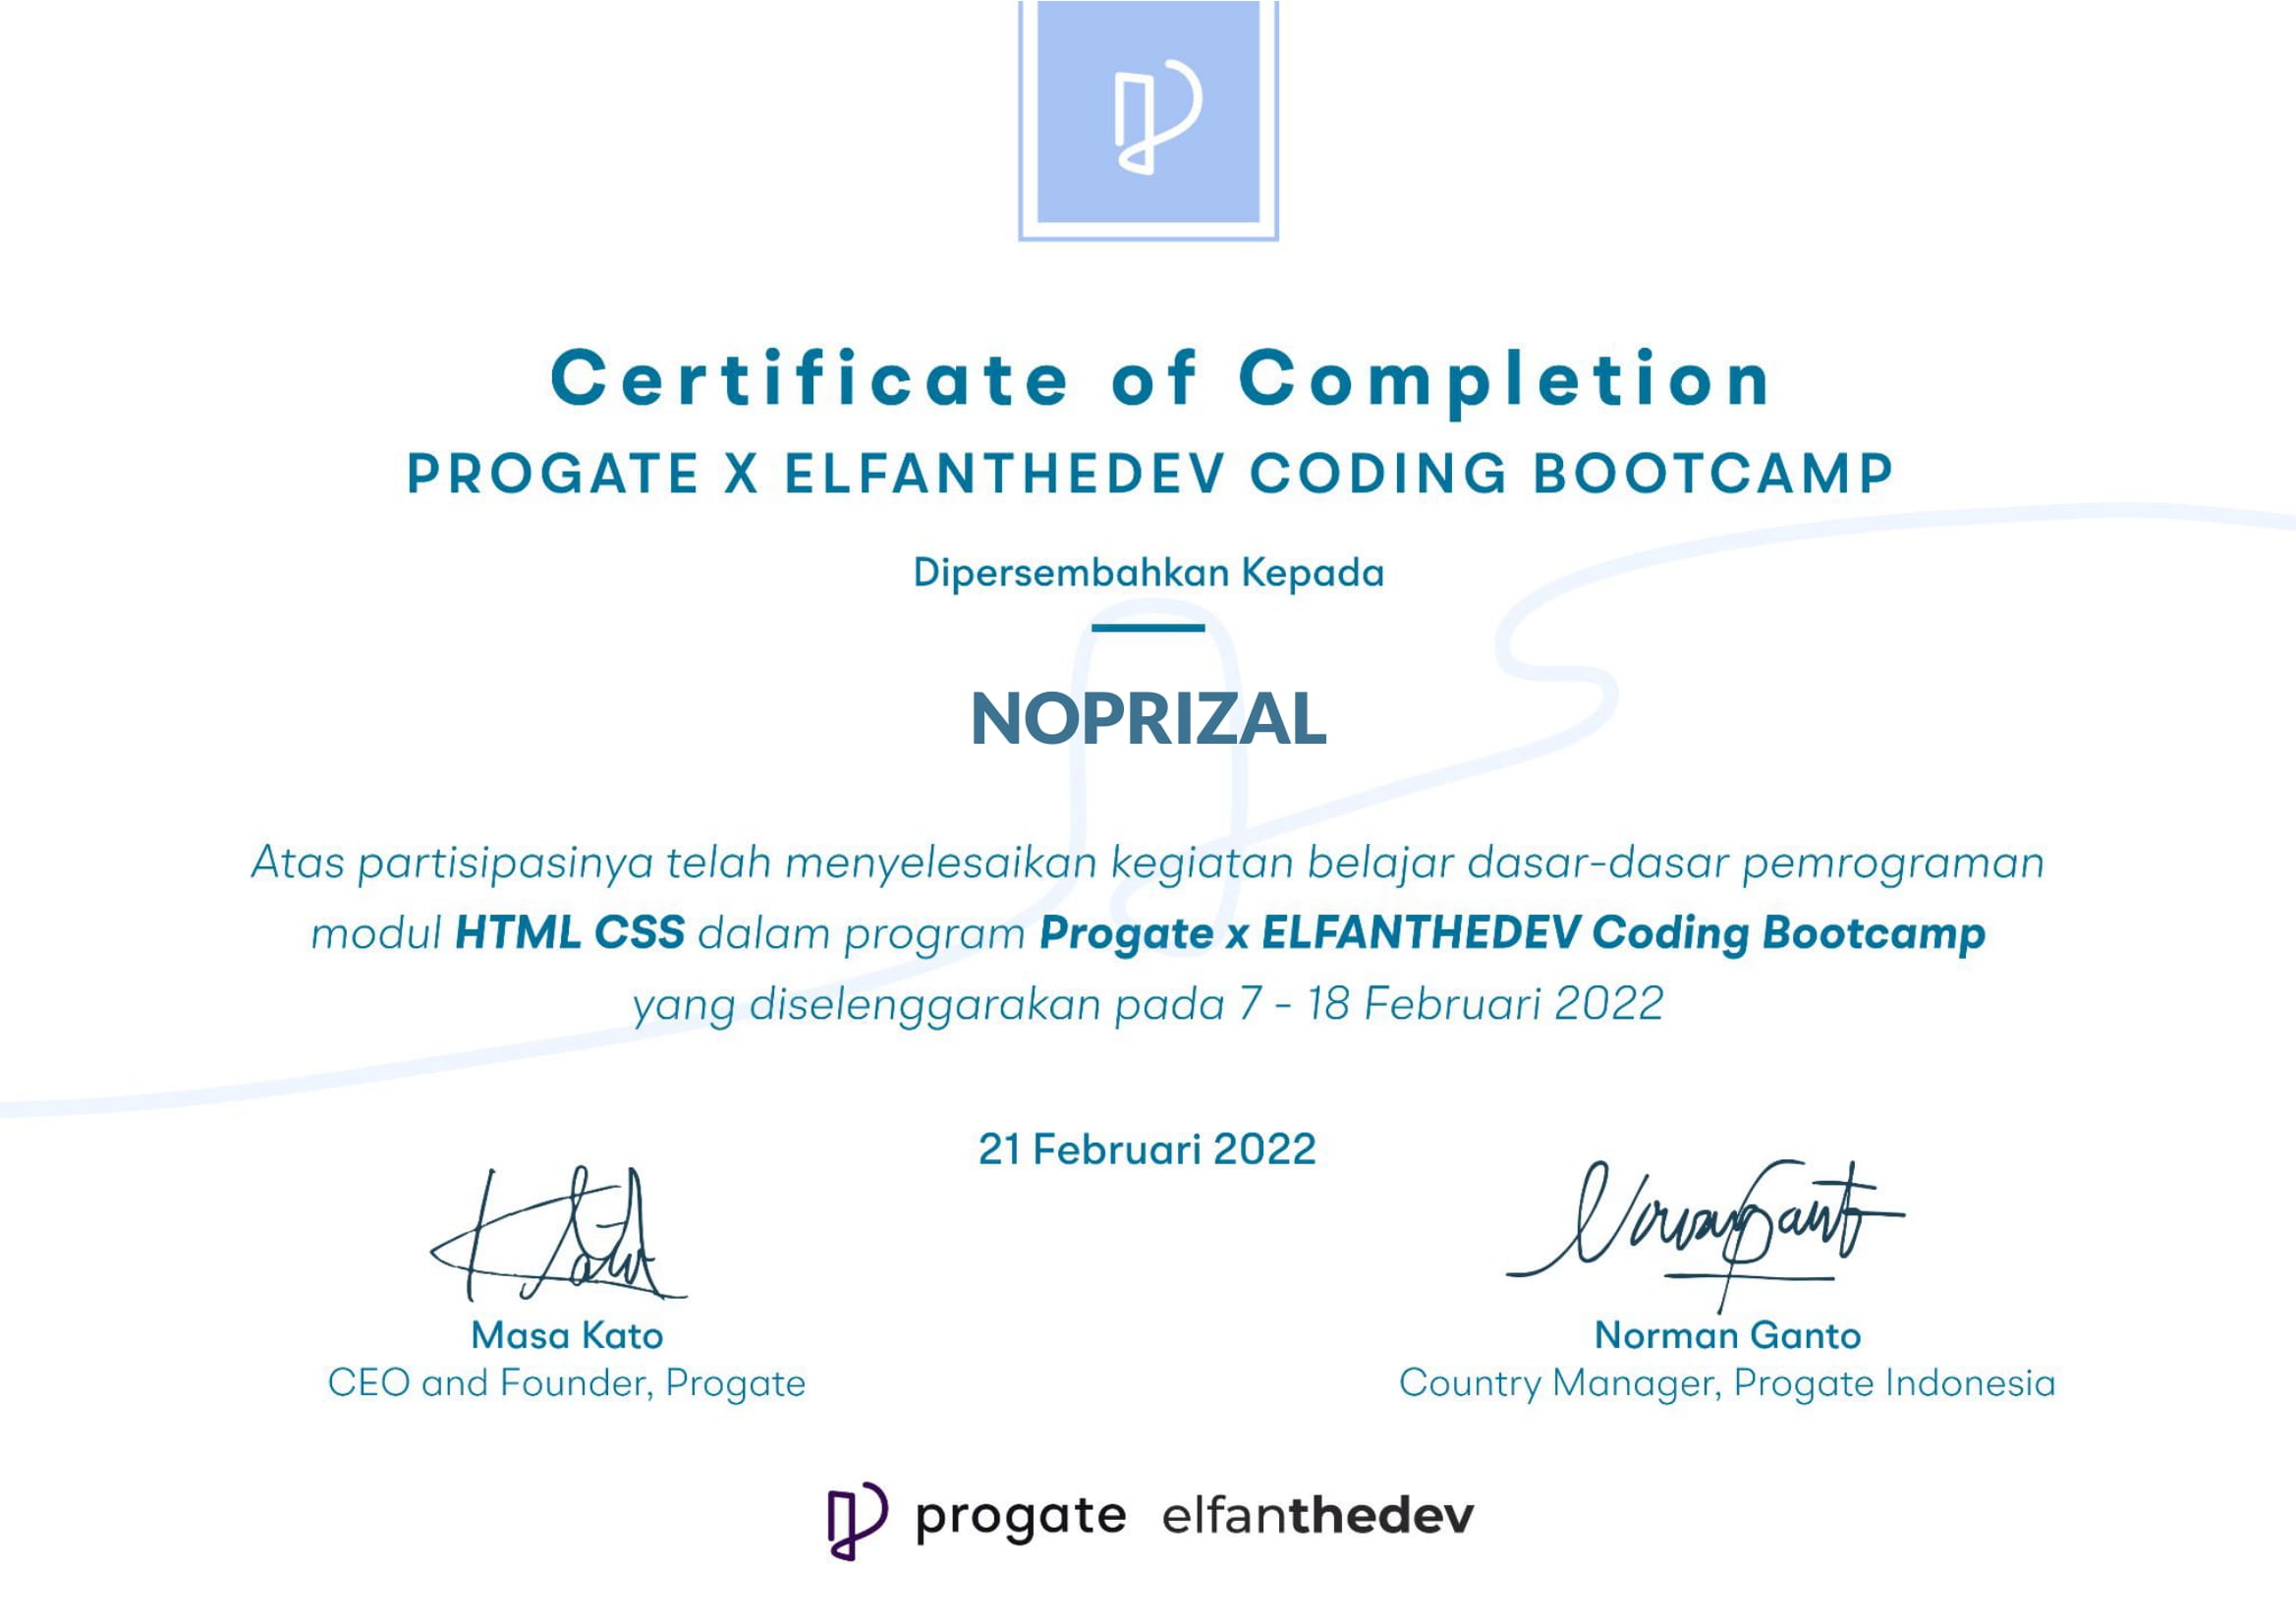 Certificate of Completion
PROGATE X ELFANTHEDEV CODING BOOTCAMP
Dipersembahkan Kepada
NOPRIZAL
Atas partisipasinya telah menyelesaikan kegiatan belajar dasar-dasar pemrograman
modul HTML CSS dalam program Progate x ELFANTHEDEV Coding Bootcamp
yang diselenggarakan pada 7 - 18 Februari 2022
21 Februari 2022
Masa Kato
CEO and Founder, Progate
Norman Ganto
Country Manager, Progate Indonesia
progate elfanthedev